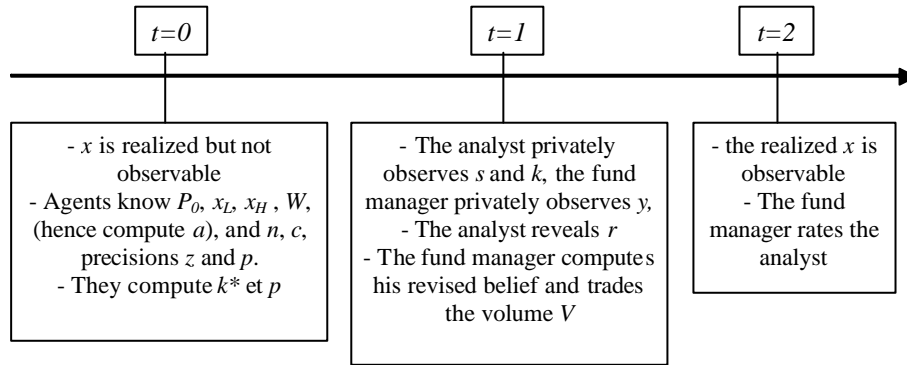 t=0
t=1
t=2
- x is realized but not
observable
- Agents know P0, xL, xH , W,
(hence compute a), and n, c,
precisions z and p.
- They compute k* et p
- The analyst privately
observes s and k, the fund
manager privately observes y,
- The analyst reveals r
- The fund manager computes
his revised belief and trades
the volume V
- the realized x is
observable
- The fund
manager rates the
analyst